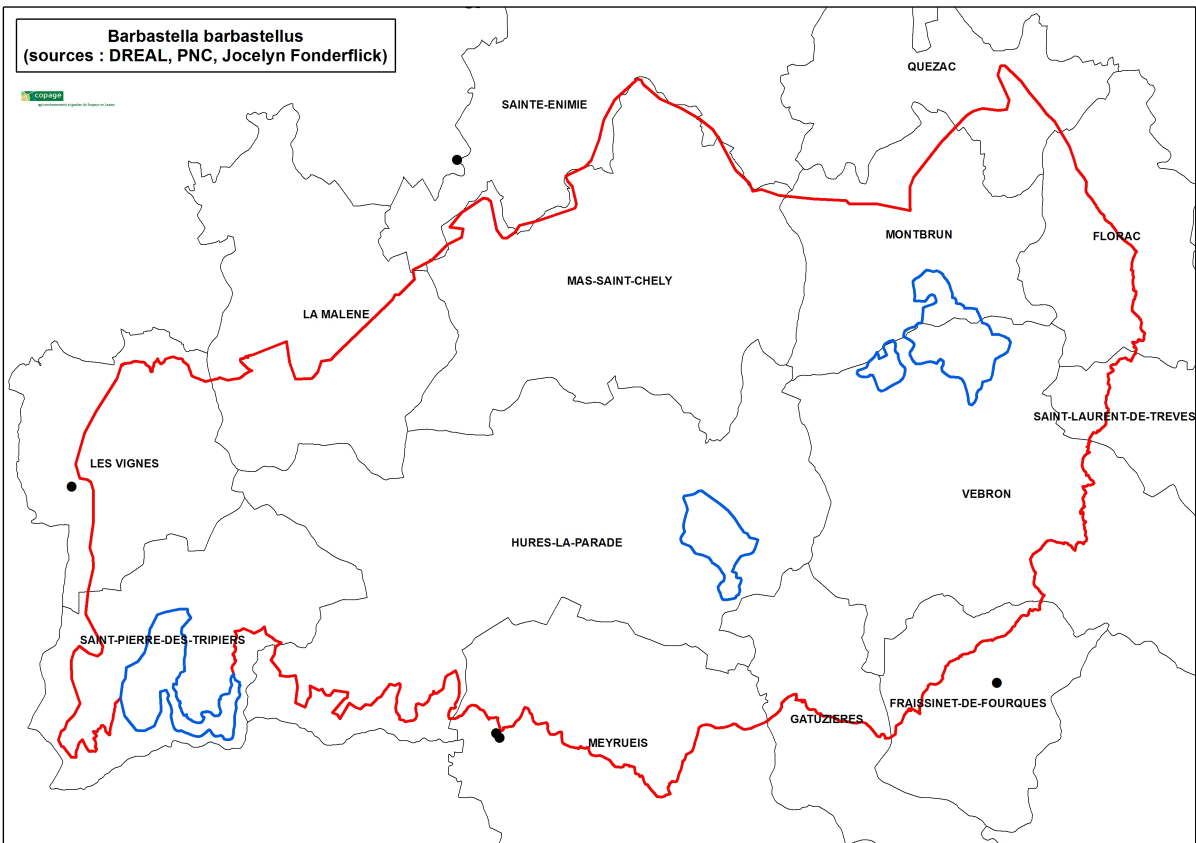 Barbastella barbastellus
(sources : DREAL, PNC, Jocelyn Fonderflick)
copage
QUEZAC
SAINTE-ENIMIE
MONTBRUN
FLORAC
MAS-SAINT-CHELY
LA MALENE
SAINT-LAURENT-DE-TREVES
LES VIGNES
VEBRON
HURES-LA-PARADE
SAINT-PIERRE-DES-TRIPIERS
FRAISSINET-DE-FOURQUES
GATUZIERES
MEYRUEIS